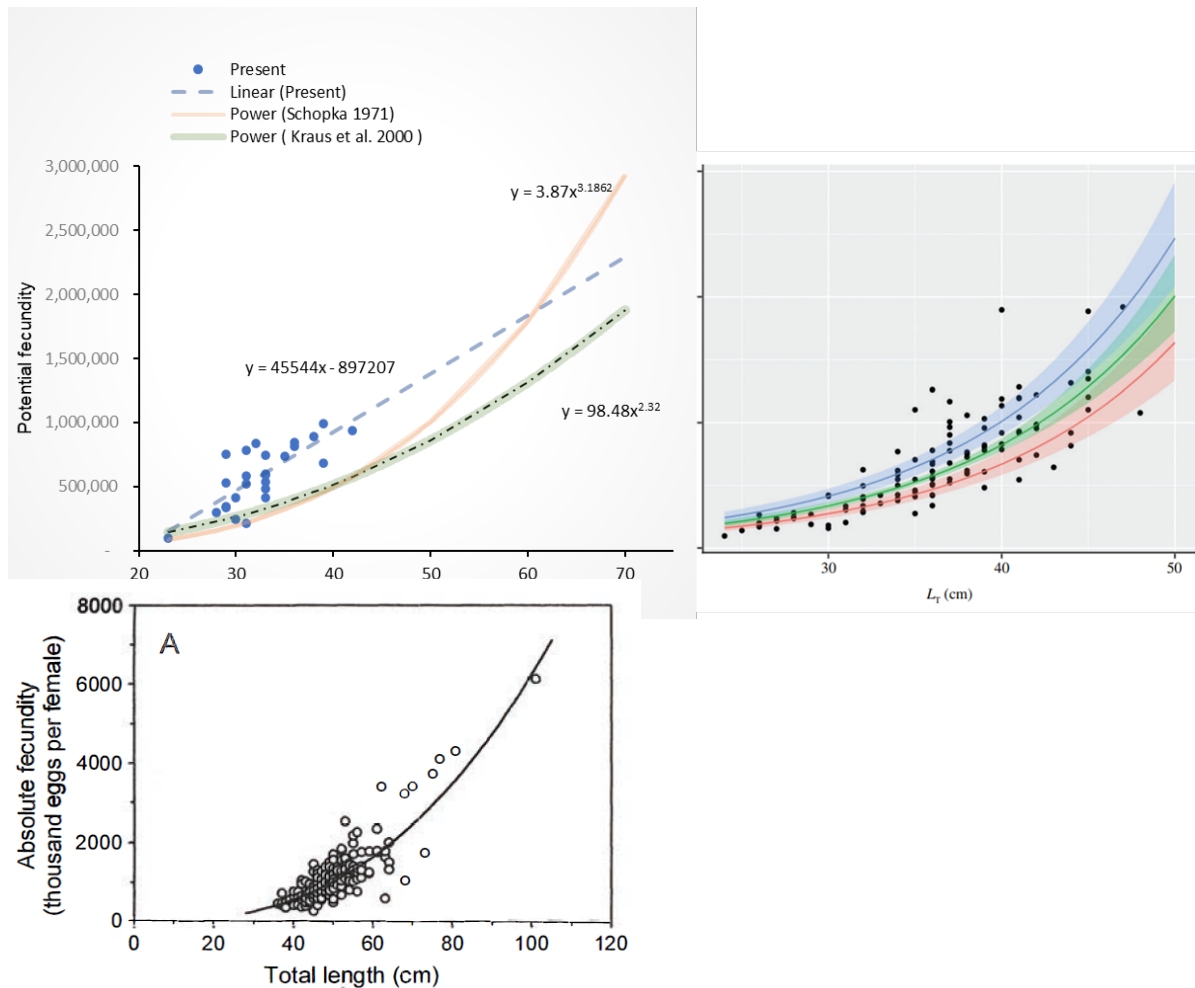 Present
Linear (Present)
Power (Schopka 1971)
Power ( Kraus et al. 2000 )
3,000,000
2,500,000
2,000,000
1,500,000
1,000,000
500,000
-
Potential fecundity
y = 3.87x^3.1862
y = 45544x - 897207
y = 98.48x^2.32
20 30 40 50 60 70
30 40 50
L_T (cm)
A
8000
6000
4000
2000
0
Absolute fecundity
(thousand eggs per female)
0 20 40 60 80 100 120
Total length (cm)